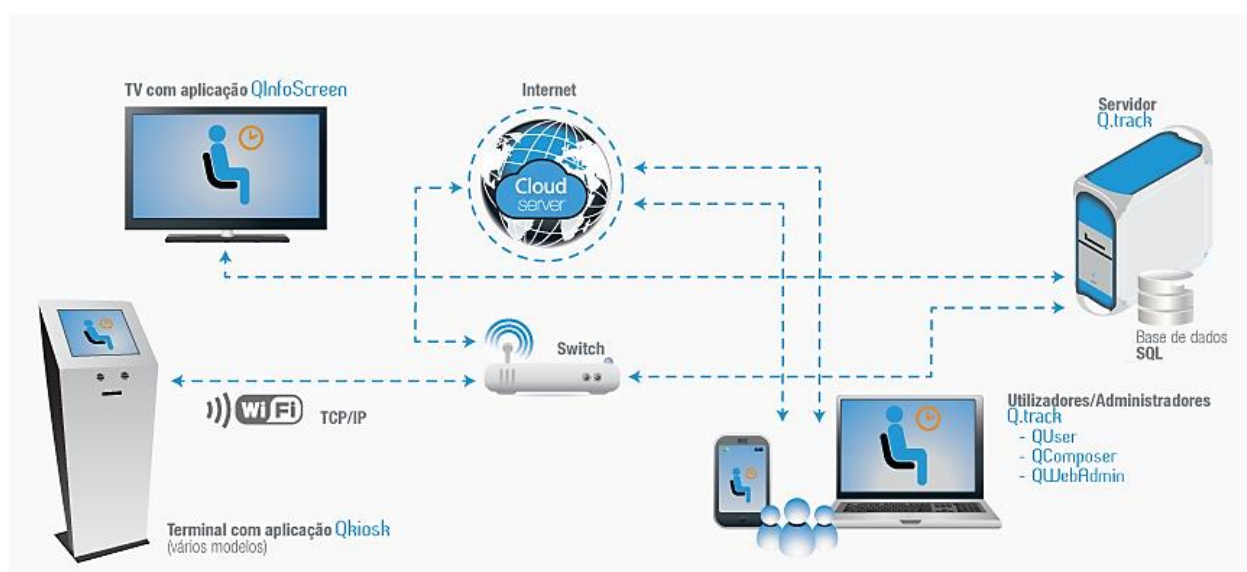 TV com aplicação QInfoScreen
Internet
Cloud
server
Servidor
Q.track
Base de dados
SQL
Switch
WiFi
TCP/IP
Utilizadores/Administradores
Q.track
- QUser
- QComposer
- QWebAdmin
Terminal com aplicação Qkiosk
(vários modelos)